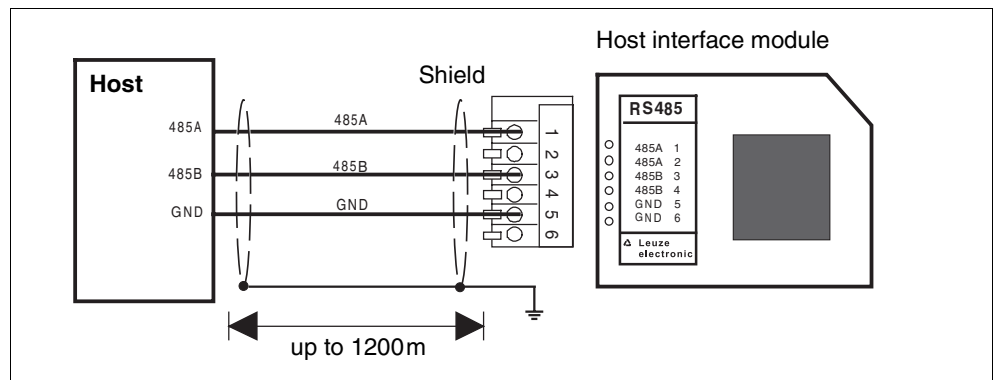 Host interface module
Host
Shield
RS485
485A
485A
485B
485B
GND
GND
1
2
3
4
5
6
485A 1
485A 2
485B 3
485B 4
GND 5
GND 6
Leuze
electronic
up to 1200m